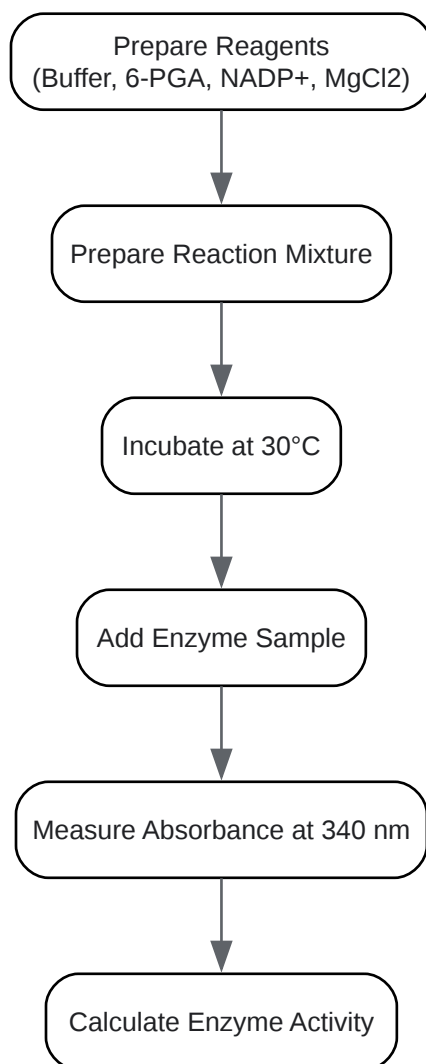 Prepare Reagents
(Buffer, 6-PGA, NADP+, MgCl2)
Prepare Reaction Mixture
Incubate at 30°C
Add Enzyme Sample
Measure Absorbance at 340 nm
Calculate Enzyme Activity